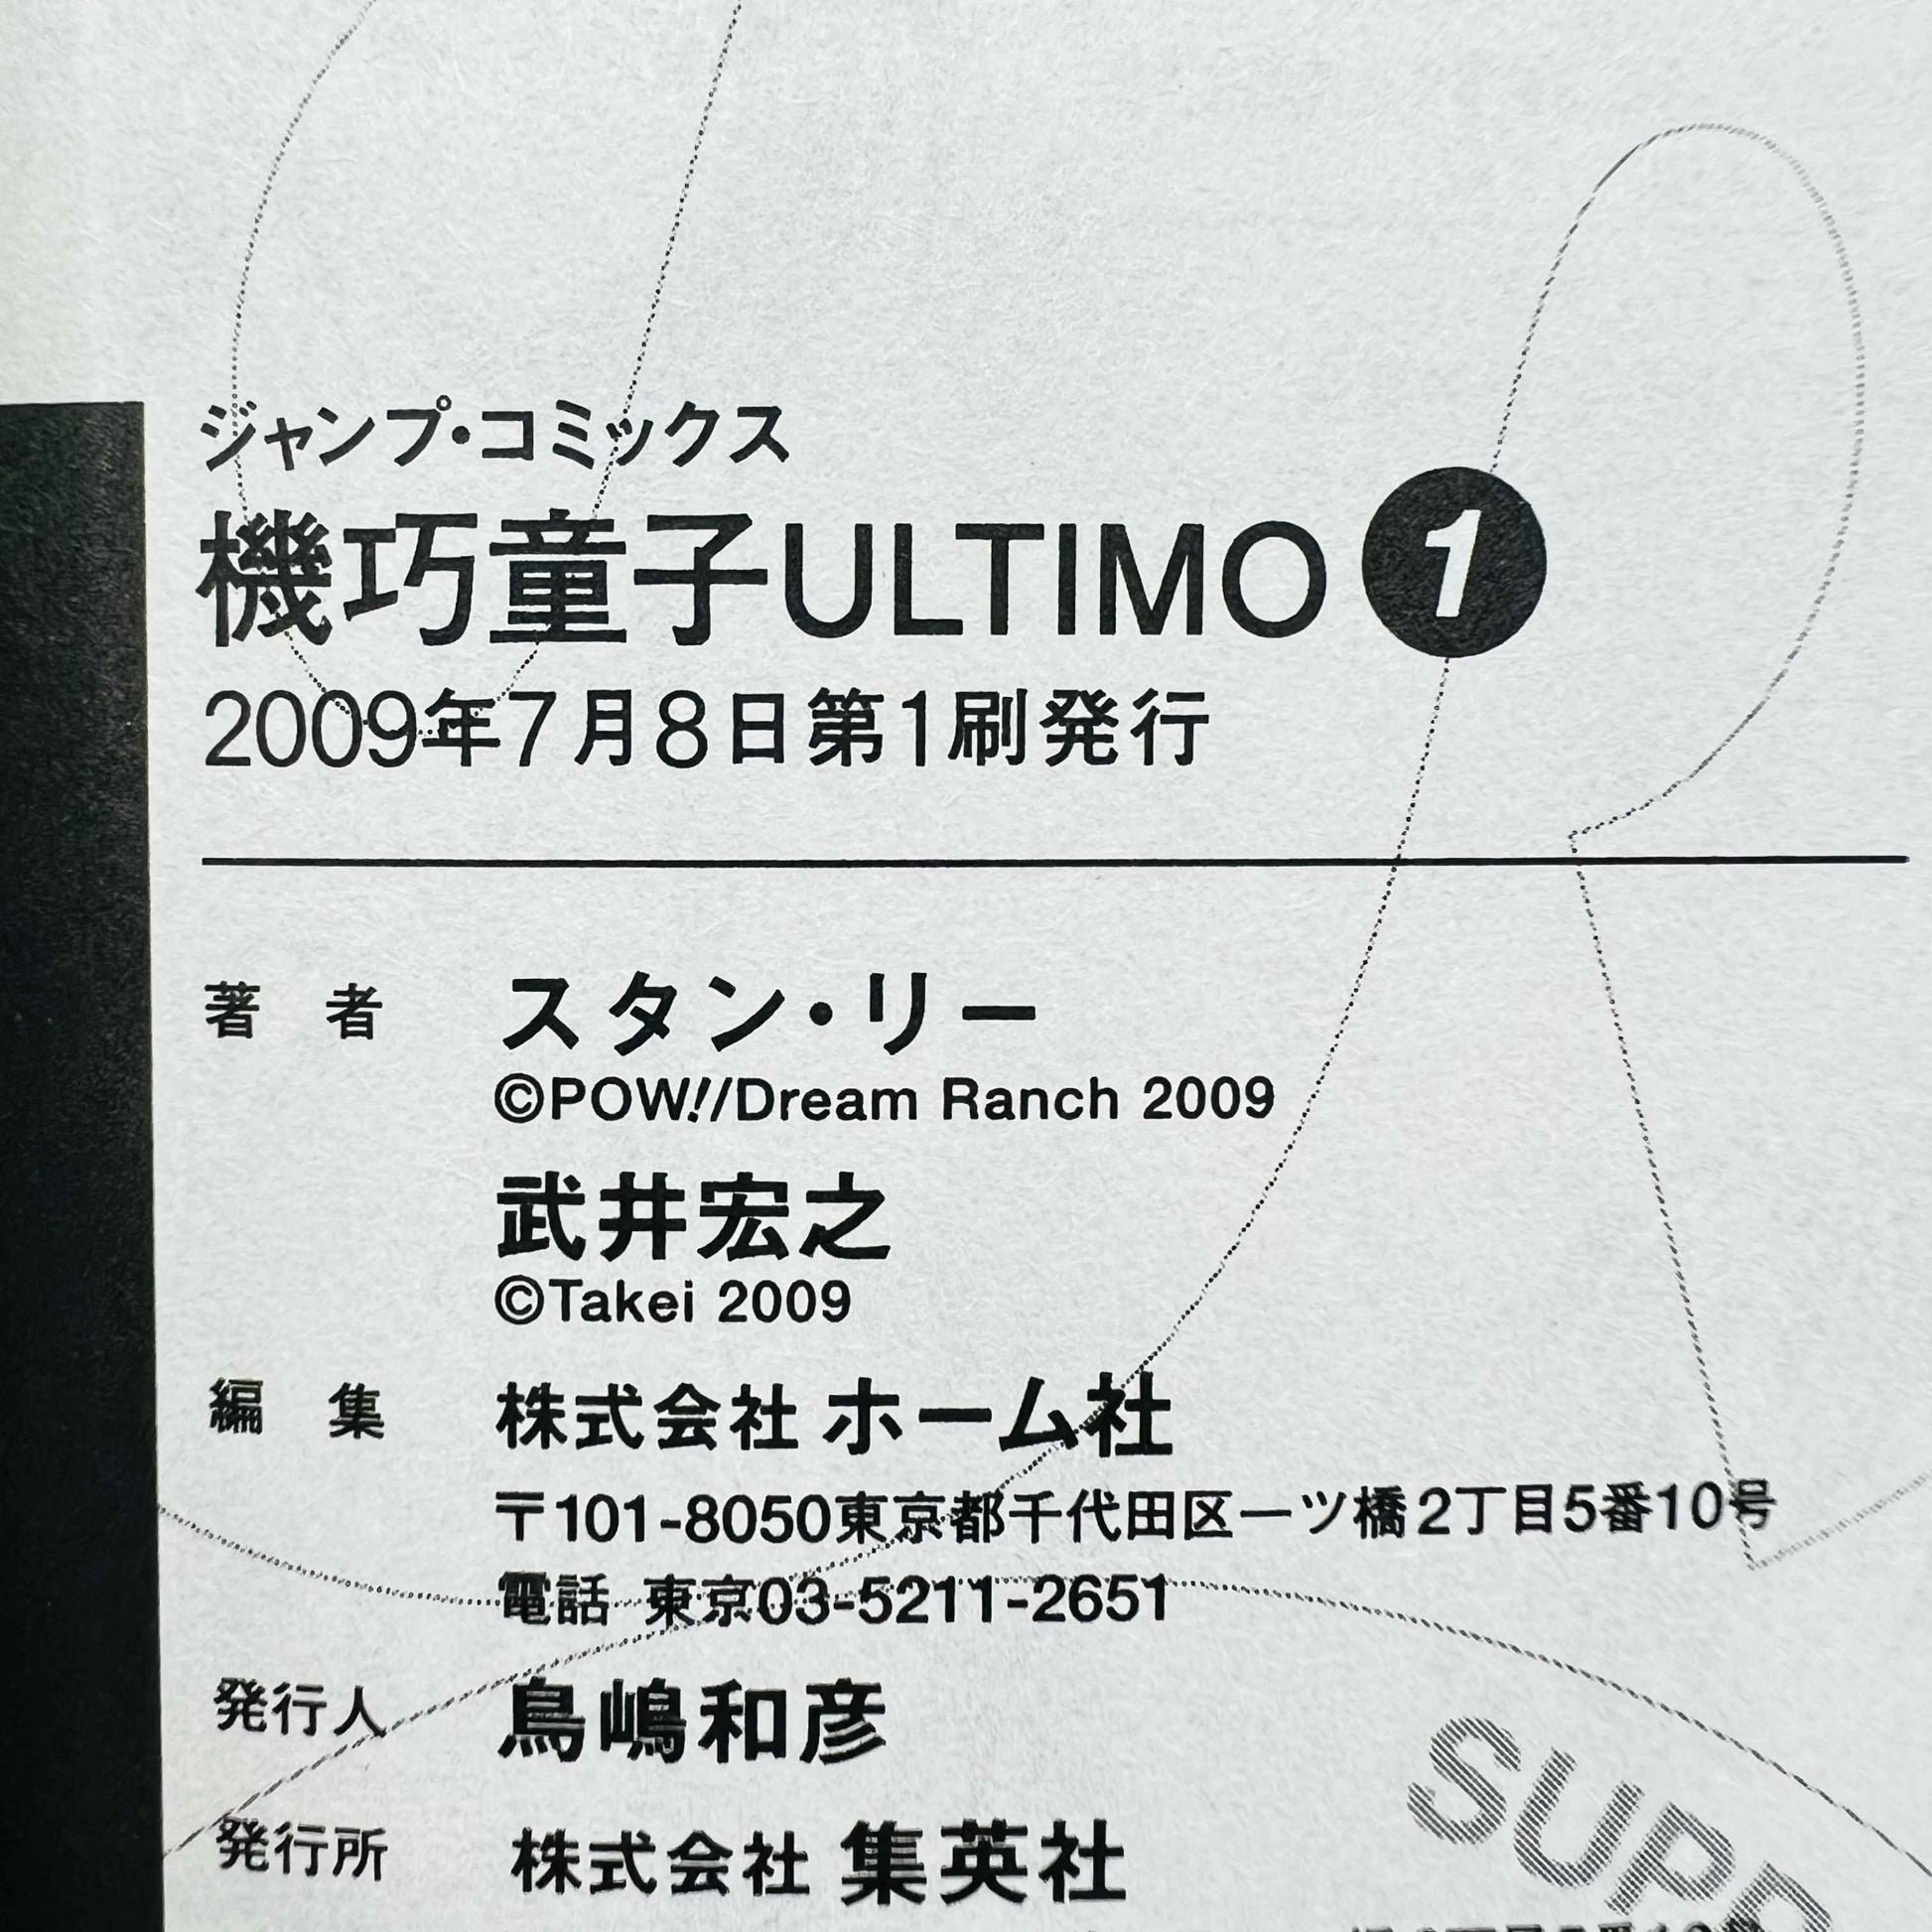 ジャンプ・コミックス
機巧童子ULTIMO 1
2009年7月8日第1刷発行
著者 スタン・リー
©POW!/Dream Ranch 2009
武井宏之
©Takei 2009
編集 株式会社 ホーム社
〒101-8050東京都千代田区一ツ橋2丁目5番10号
電話 東京03-5211-2651
発行人 鳥嶋和彦
発行所 株式会社 集英社